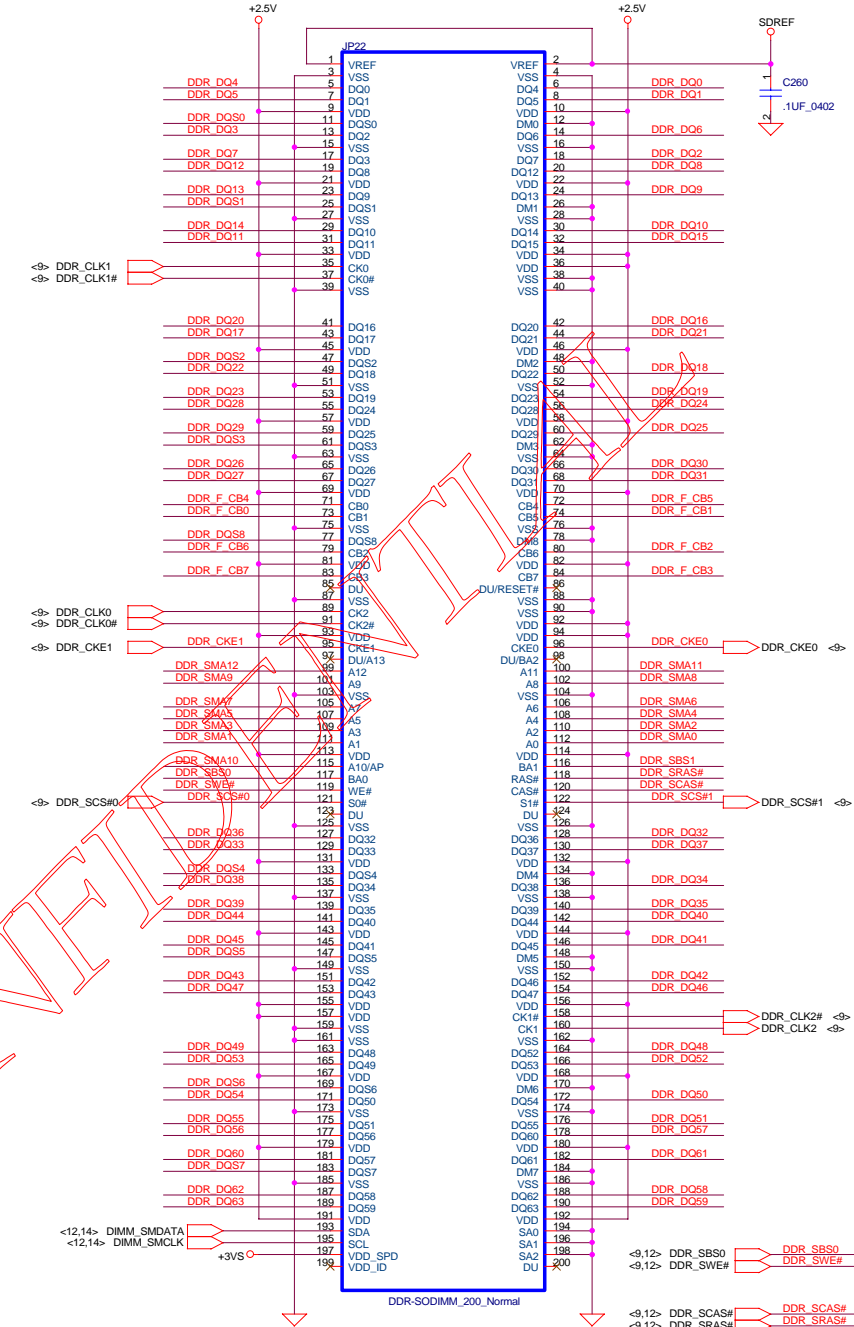 +2.5V +2.5V
SDREF
JP22
1 VREF VREF 2
3 VSS VSS 4
DDR_DQ4 5 DQ0 DQ4 6 DDR_DQ0
DDR_DQ5 7 DQ1 DQ5 8 DDR_DQ1
1 C260
.1UF_0402
2
9 VDD VDD 10
DDR_DQS0 11 DQS0 DM0 12
DDR_DQ3 13 DQ2 DQ6 14 DDR_DQ6
15 VSS VSS 16
DDR_DQ7 17 DQ3 DQ7 18 DDR_DQ2
DDR_DQ12 19 DQ8 DQ12 20 DDR_DQ8
21 VDD VDD 22
DDR_DQ13 23 DQ9 DQ13 24 DDR_DQ9
DDR_DQS1 25 DQS1 DM1 26
27 VSS VSS 28
DDR_DQ14 29 DQ10 DQ14 30 DDR_DQ10
DDR_DQ11 31 DQ11 DQ15 32 DDR_DQ15
33 VDD VDD 34
<9> DDR_CLK1 35 CK0 VDD 36
<9> DDR_CLK1# 37 CK0# VSS 38
39 VSS VSS 40
DDR_DQ20 41 DQ16 DQ20 42 DDR_DQ16
DDR_DQ17 43 DQ17 DQ21 44 DDR_DQ21
45 VDD VDD 46
DDR_DQS2 47 DQS2 DM2 48
DDR_DQ22 49 DQ18 DQ22 50 DDR_DQ18
51 VSS VSS 52
DDR_DQ23 53 DQ19 DQ23 54 DDR_DQ19
DDR_DQ28 55 DQ24 DQ28 56 DDR_DQ24
57 VDD VDD 58
DDR_DQ29 59 DQ25 DQ29 60 DDR_DQ25
DDR_DQS3 61 DQS3 DM3 62
63 VSS VSS 64
DDR_DQ26 65 DQ26 DQ30 66 DDR_DQ30
DDR_DQ27 67 DQ27 DQ31 68 DDR_DQ31
69 VDD VDD 70
DDR_F_CB4 71 CB0 CB4 72 DDR_F_CB5
DDR_F_CB0 73 CB1 CB5 74 DDR_F_CB1
75 VSS VSS 76
DDR_DQS8 77 DQS8 DM8 78
DDR_F_CB6 79 CB2 CB6 80 DDR_F_CB2
81 VDD VDD 82
DDR_F_CB7 83 CB3 CB7 84 DDR_F_CB3
85 DU DU/RESET# 86
87 VSS VSS 88
<9> DDR_CLK0 89 CK2 VSS 90
<9> DDR_CLK0# 91 CK2# VDD 92
93 VDD VDD 94
<9> DDR_CKE1 DDR_CKE1 95 CKE1 CKE0 96 DDR_CKE0 DDR_CKE0 <9>
97 DU/A13 DU/BA2 98
DDR_SMA12 99 A12 A11 100 DDR_SMA11
DDR_SMA9 101 A9 A8 102 DDR_SMA8
103 VSS VSS 104
DDR_SMA7 105 A7 A6 106 DDR_SMA6
DDR_SMA5 107 A5 A4 108 DDR_SMA4
DDR_SMA3 109 A3 A2 110 DDR_SMA2
DDR_SMA1 111 A1 A0 112 DDR_SMA0
113 VDD VDD 114
DDR_SMA10 115 A10/AP BA1 116 DDR_SBS1
DDR_SBS0 117 BA0 RAS# 118 DDR_SRAS#
DDR_SWE# 119 WE# CAS# 120 DDR_SCAS#
<9> DDR_SCS#0 DDR_SCS#0 121 S0# S1# 122 DDR_SCS#1 DDR_SCS#1 <9>
123 DU DU 124
125 VSS VSS 126
DDR_DQ36 127 DQ32 DQ36 128 DDR_DQ32
DDR_DQ33 129 DQ33 DQ37 130 DDR_DQ37
131 VDD VDD 132
DDR_DQS4 133 DQS4 DM4 134
DDR_DQ38 135 DQ34 DQ38 136 DDR_DQ34
137 VSS VSS 138
DDR_DQ39 139 DQ35 DQ39 140 DDR_DQ35
DDR_DQ44 141 DQ40 DQ44 142 DDR_DQ40
143 VDD VDD 144
DDR_DQ45 145 DQ41 DQ45 146 DDR_DQ41
DDR_DQS5 147 DQS5 DM5 148
149 VSS VSS 150
DDR_DQ43 151 DQ42 DQ46 152 DDR_DQ42
DDR_DQ47 153 DQ43 DQ47 154 DDR_DQ46
155 VDD VDD 156
157 VDD CK1# 158 DDR_CLK2# <9>
159 VSS CK1 160 DDR_CLK2 <9>
161 VSS VSS 162
DDR_DQ49 163 DQ48 DQ52 164 DDR_DQ48
DDR_DQ53 165 DQ49 DQ53 166 DDR_DQ52
167 VDD VDD 168
DDR_DQS6 169 DQS6 DM6 170
DDR_DQ54 171 DQ50 DQ54 172 DDR_DQ50
173 VSS VSS 174
DDR_DQ55 175 DQ51 DQ55 176 DDR_DQ51
DDR_DQ56 177 DQ56 DQ60 178 DDR_DQ57
179 VDD VDD 180
DDR_DQ60 181 DQ57 DQ61 182 DDR_DQ61
DDR_DQS7 183 DQS7 DM7 184
185 VSS VSS 186
DDR_DQ62 187 DQ58 DQ62 188 DDR_DQ58
DDR_DQ63 189 DQ59 DQ63 190 DDR_DQ59
191 VDD VDD 192
<12,14> DIMM_SMDATA 193 SDA SA0 194
<12,14> DIMM_SMCLK 195 SCL SA1 196
+3VS 197 VDD_SPD SA2 198
199 VDD_ID DU 200
<9,12> DDR_SBS0 DDR_SBS0
<9,12> DDR_SWE# DDR_SWE#
DDR-SODIMM_200_Normal
<9,12> DDR_SCAS# DDR_SCAS#
<9,12> DDR_SRAS# DDR_SRAS#
NFIDENTIAL